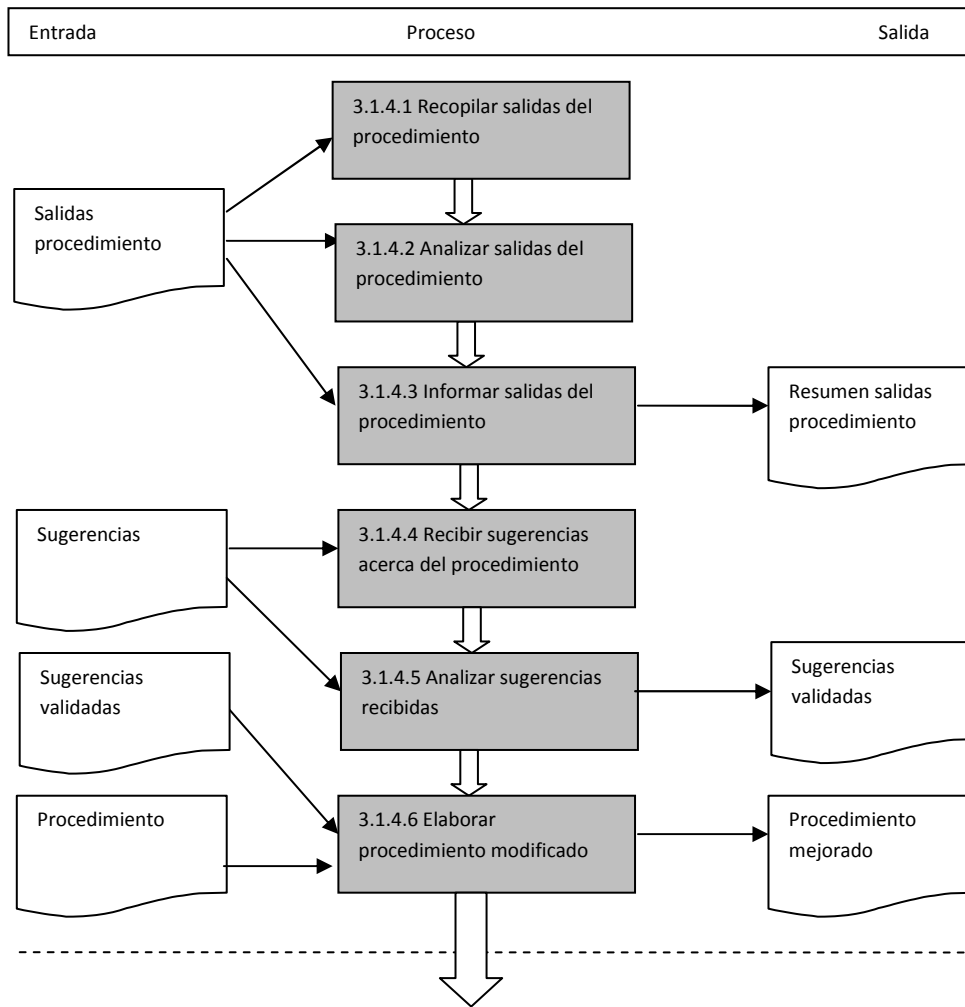 Entrada Proceso Salida
3.1.4.1 Recopilar salidas del
procedimiento
Salidas
procedimiento
3.1.4.2 Analizar salidas del
procedimiento
3.1.4.3 Informar salidas del
procedimiento
Resumen salidas
procedimiento
Sugerencias
3.1.4.4 Recibir sugerencias
acerca del procedimiento
Sugerencias
validadas
3.1.4.5 Analizar sugerencias
recibidas
Sugerencias
validadas
Procedimiento
3.1.4.6 Elaborar
procedimiento modificado
Procedimiento
mejorado